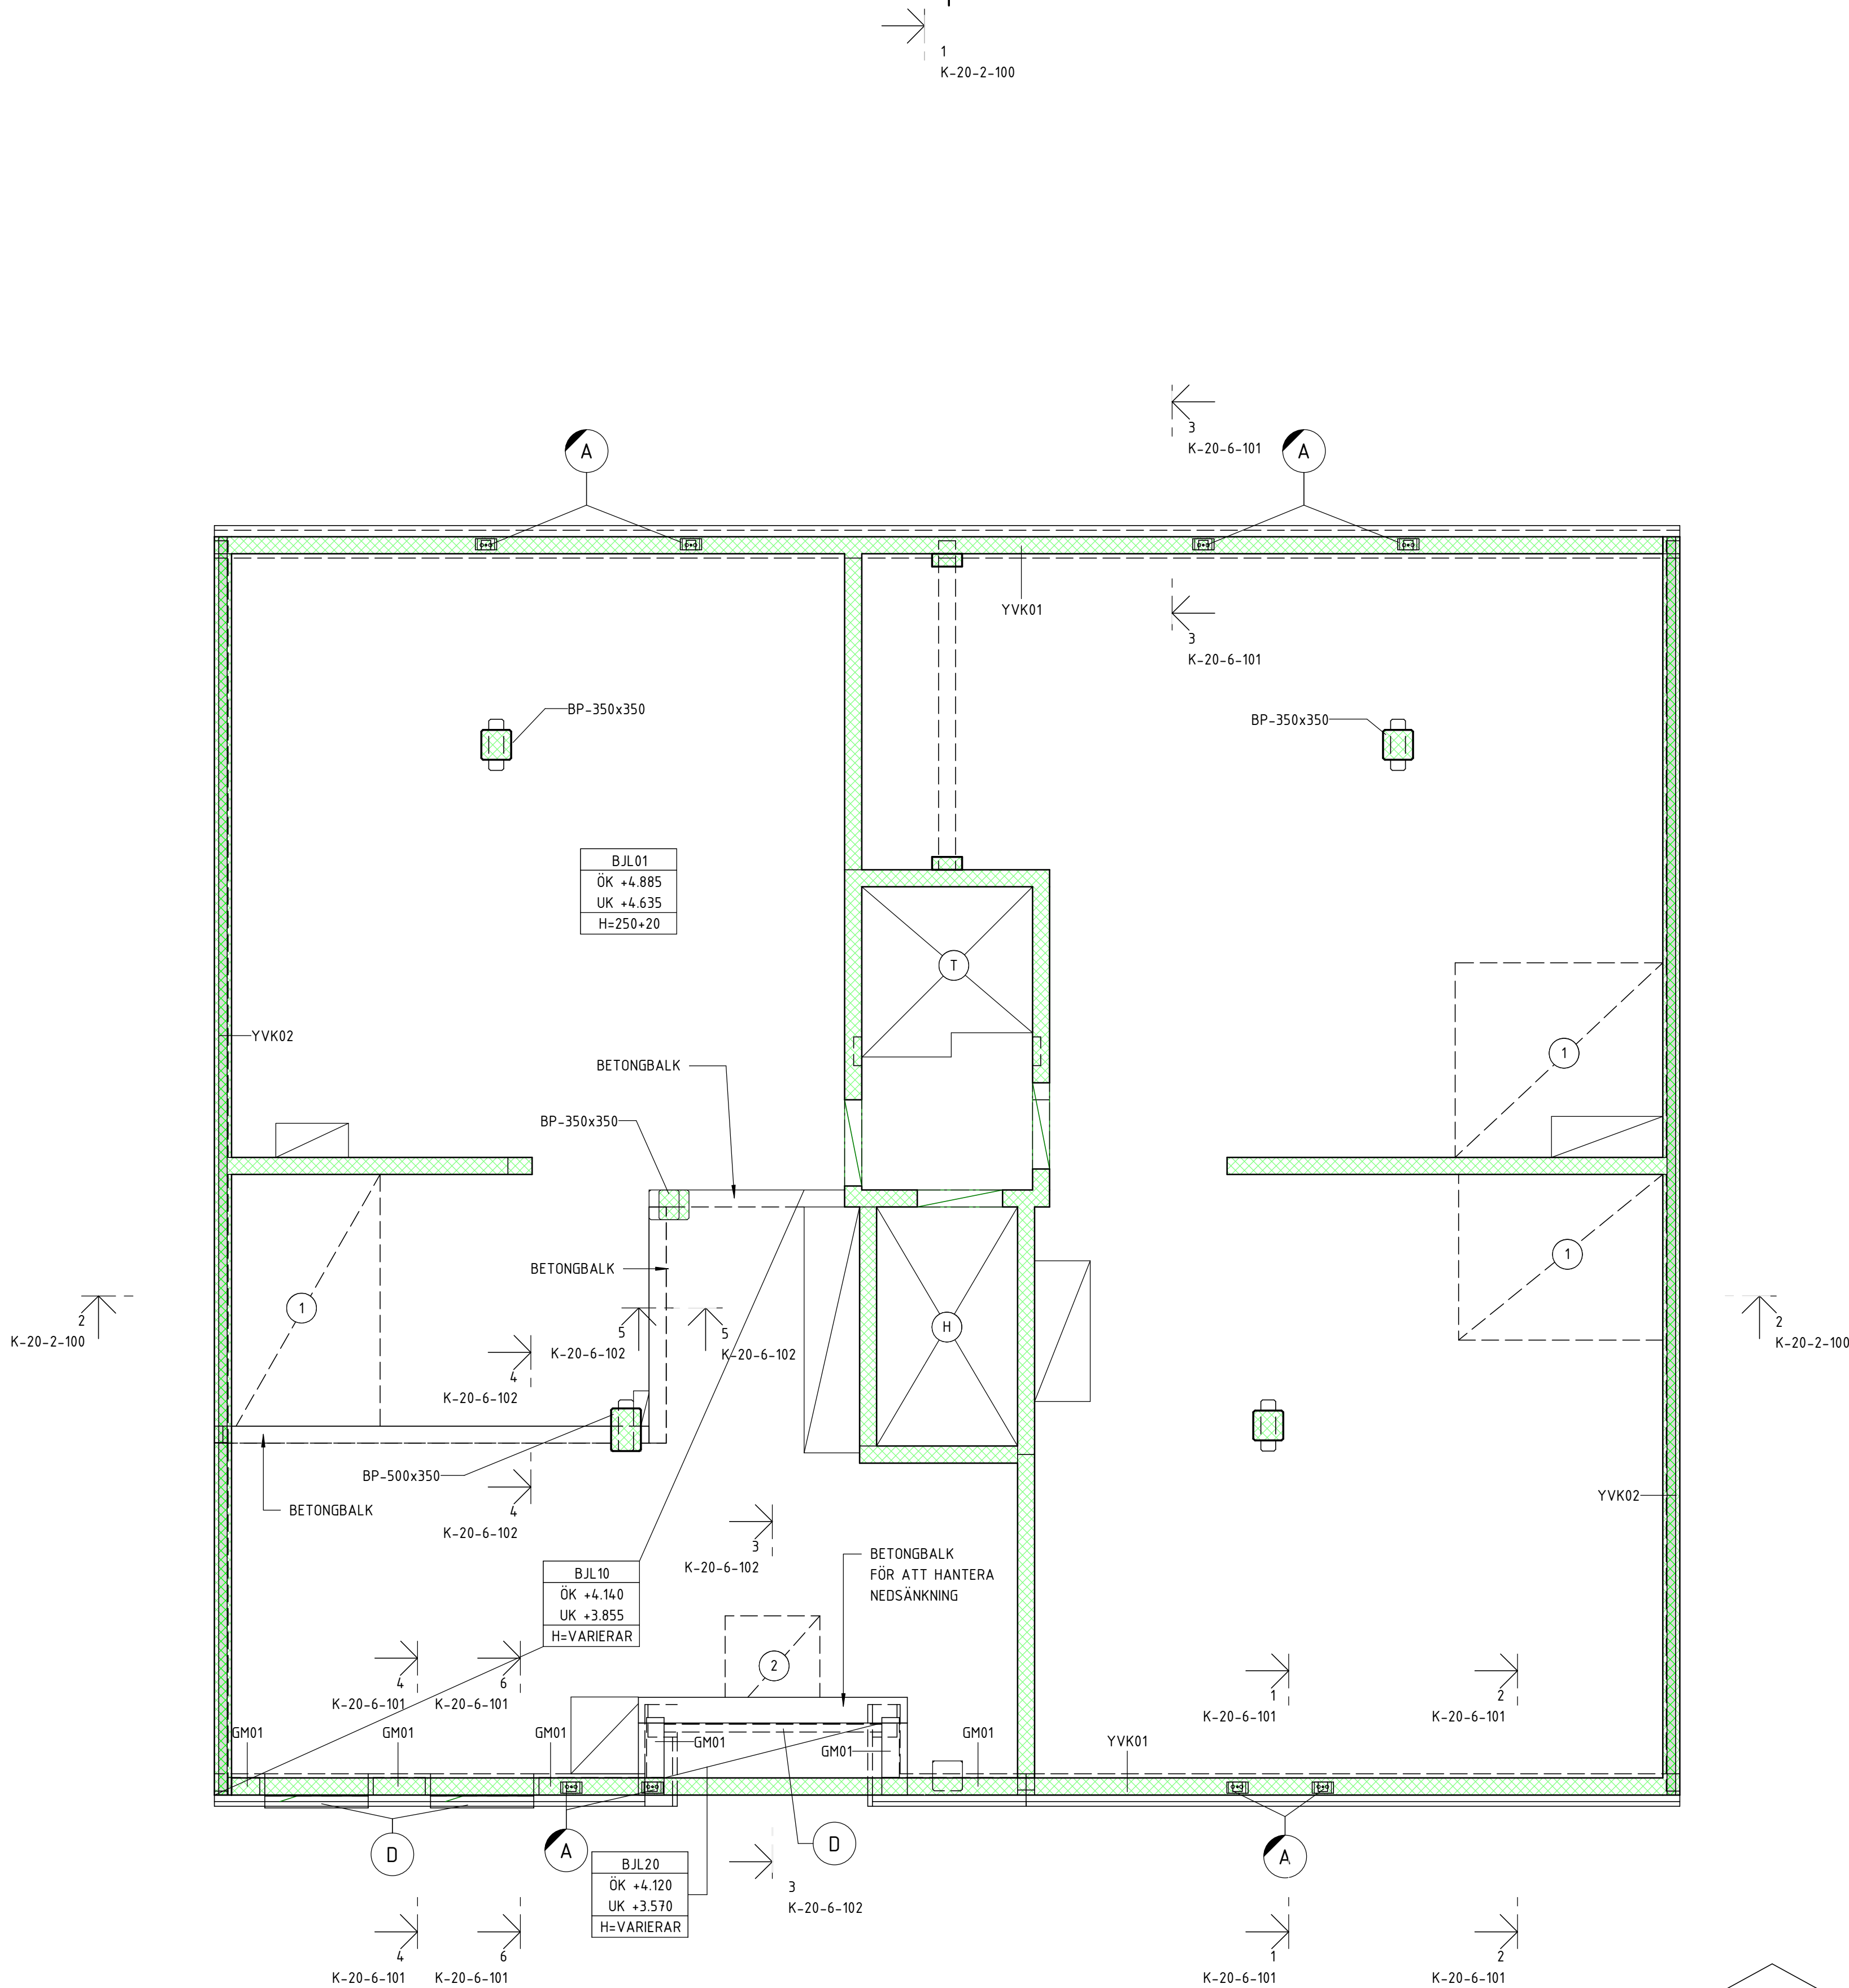 1
K-20-2-100
3
K-20-6-101
A
A
YVK01
3
K-20-6-101
BP-350x350
BP-350x350
BJL01
ÖK +4.885
UK +4.635
H=250+20
T
YVK02
1
BETONGBALK
BP-350x350
1
BETONGBALK
1
H
2
K-20-2-100
2
K-20-2-100
5
K-20-6-102
5
K-20-6-102
4
K-20-6-102
BP-500x350
YVK02
BETONGBALK
4
K-20-6-102
3
K-20-6-102
BETONGBALK
FÖR ATT HANTERA
NEDSÄNKNING
BJL10
ÖK +4.140
UK +3.855
H=VARIERAR
2
4
K-20-6-101
6
K-20-6-101
1
K-20-6-101
2
K-20-6-101
GM01
GM01
GM01
GM01
GM01
GM01
YVK01
D
A
D
A
BJL20
ÖK +4.120
UK +3.570
H=VARIERAR
3
K-20-6-102
4
K-20-6-101
6
K-20-6-101
1
K-20-6-101
2
K-20-6-101